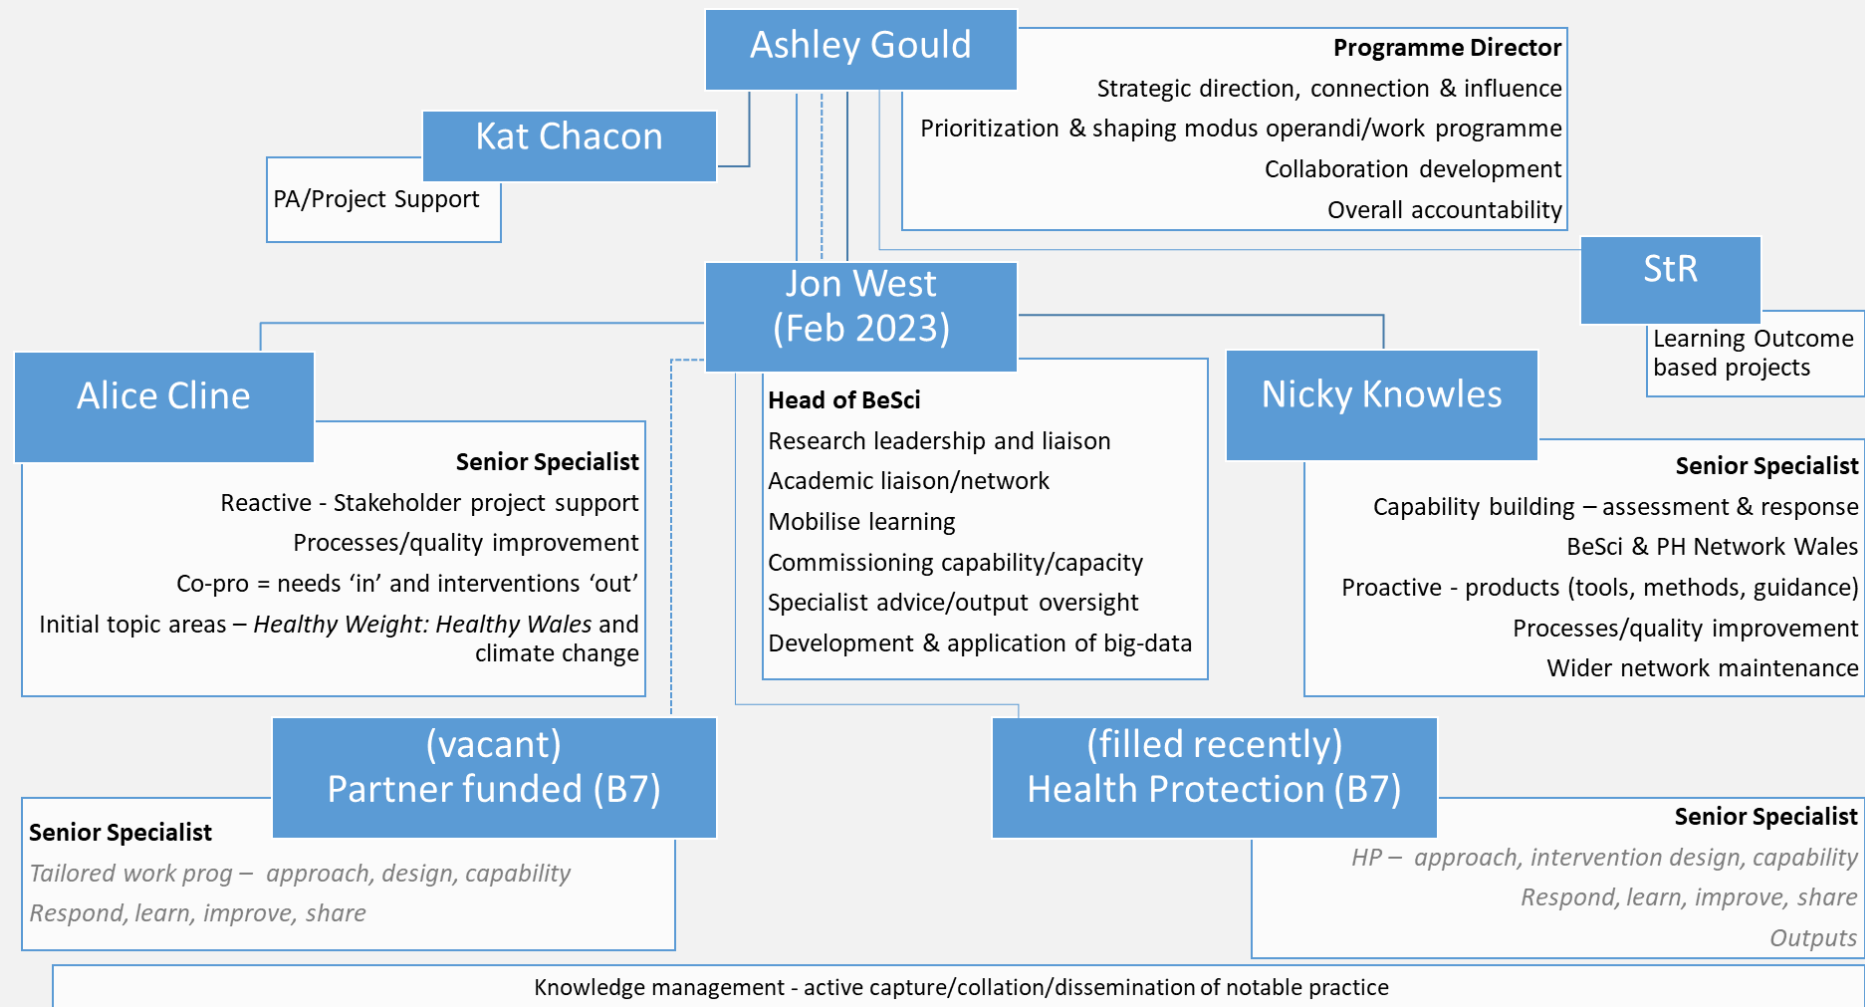 Ashley Gould
Programme Director
Strategic direction, connection & influence
Prioritization & shaping modus operandi/work programme
Collaboration development
Overall accountability
Kat Chacon
PA/Project Support
StR
Learning Outcome
based projects
Jon West
(Feb 2023)
Head of BeSci
Research leadership and liaison
Academic liaison/network
Mobilise learning
Commissioning capability/capacity
Specialist advice/output oversight
Development & application of big-data
Alice Cline
Senior Specialist
Reactive - Stakeholder project support
Processes/quality improvement
Co-pro = needs ‘in’ and interventions ‘out’
Initial topic areas – Healthy Weight: Healthy Wales and
climate change
Nicky Knowles
Senior Specialist
Capability building – assessment & response
BeSci & PH Network Wales
Proactive - products (tools, methods, guidance)
Processes/quality improvement
Wider network maintenance
(vacant)
Partner funded (B7)
Senior Specialist
Tailored work prog – approach, design, capability
Respond, learn, improve, share
(filled recently)
Health Protection (B7)
Senior Specialist
HP – approach, intervention design, capability
Respond, learn, improve, share
Outputs
Knowledge management - active capture/collation/dissemination of notable practice